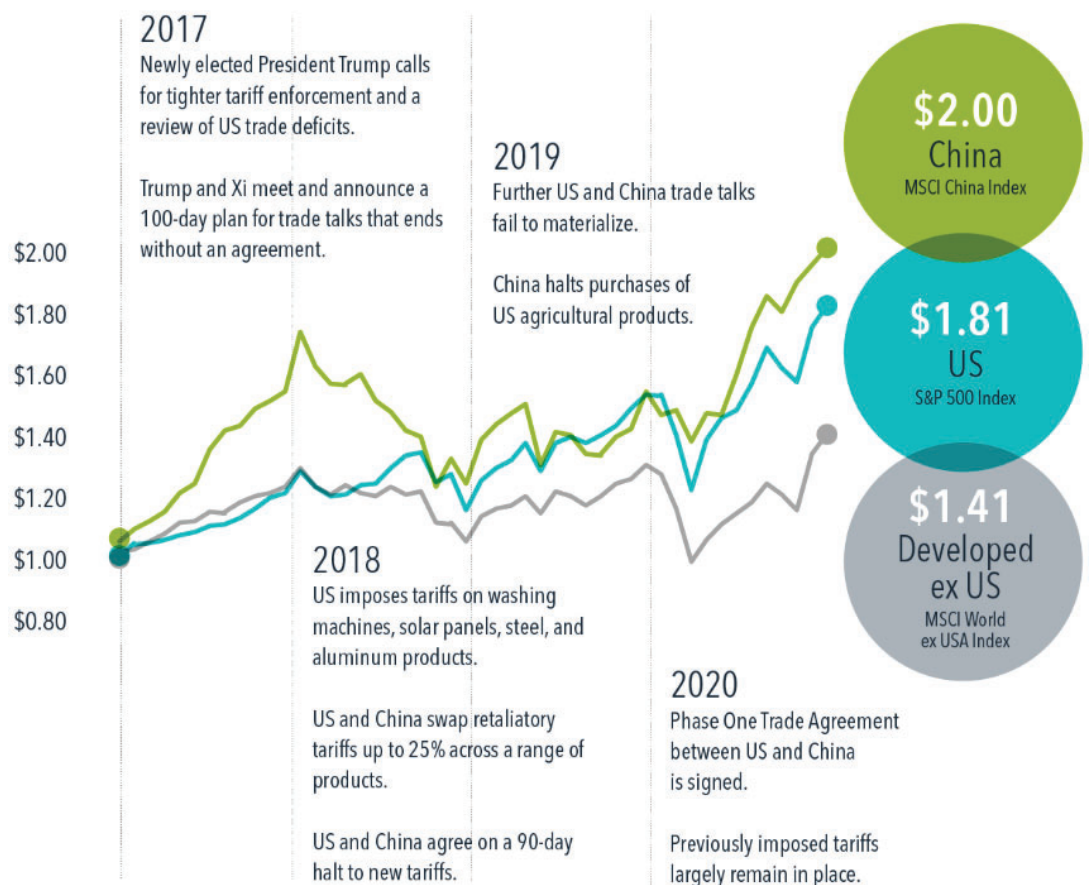 2017
Newly elected President Trump calls
for tighter tariff enforcement and a
review of US trade deficits.
Trump and Xi meet and announce a
100-day plan for trade talks that ends
without an agreement.
2019
Further US and China trade talks
fail to materialize.
China halts purchases of
US agricultural products.
$2.00
$1.80
$1.60
$1.40
$1.20
$1.00
$0.80
2018
US imposes tariffs on washing
machines, solar panels, steel, and
aluminum products.
US and China swap retaliatory
tariffs up to 25% across a range of
products.
US and China agree on a 90-day
halt to new tariffs.
2020
Phase One Trade Agreement
between US and China
is signed.
Previously imposed tariffs
largely remain in place.
$2.00
China
MSCI China Index
$1.81
US
S&P 500 Index
$1.41
Developed
ex US
MSCI World
ex USA Index